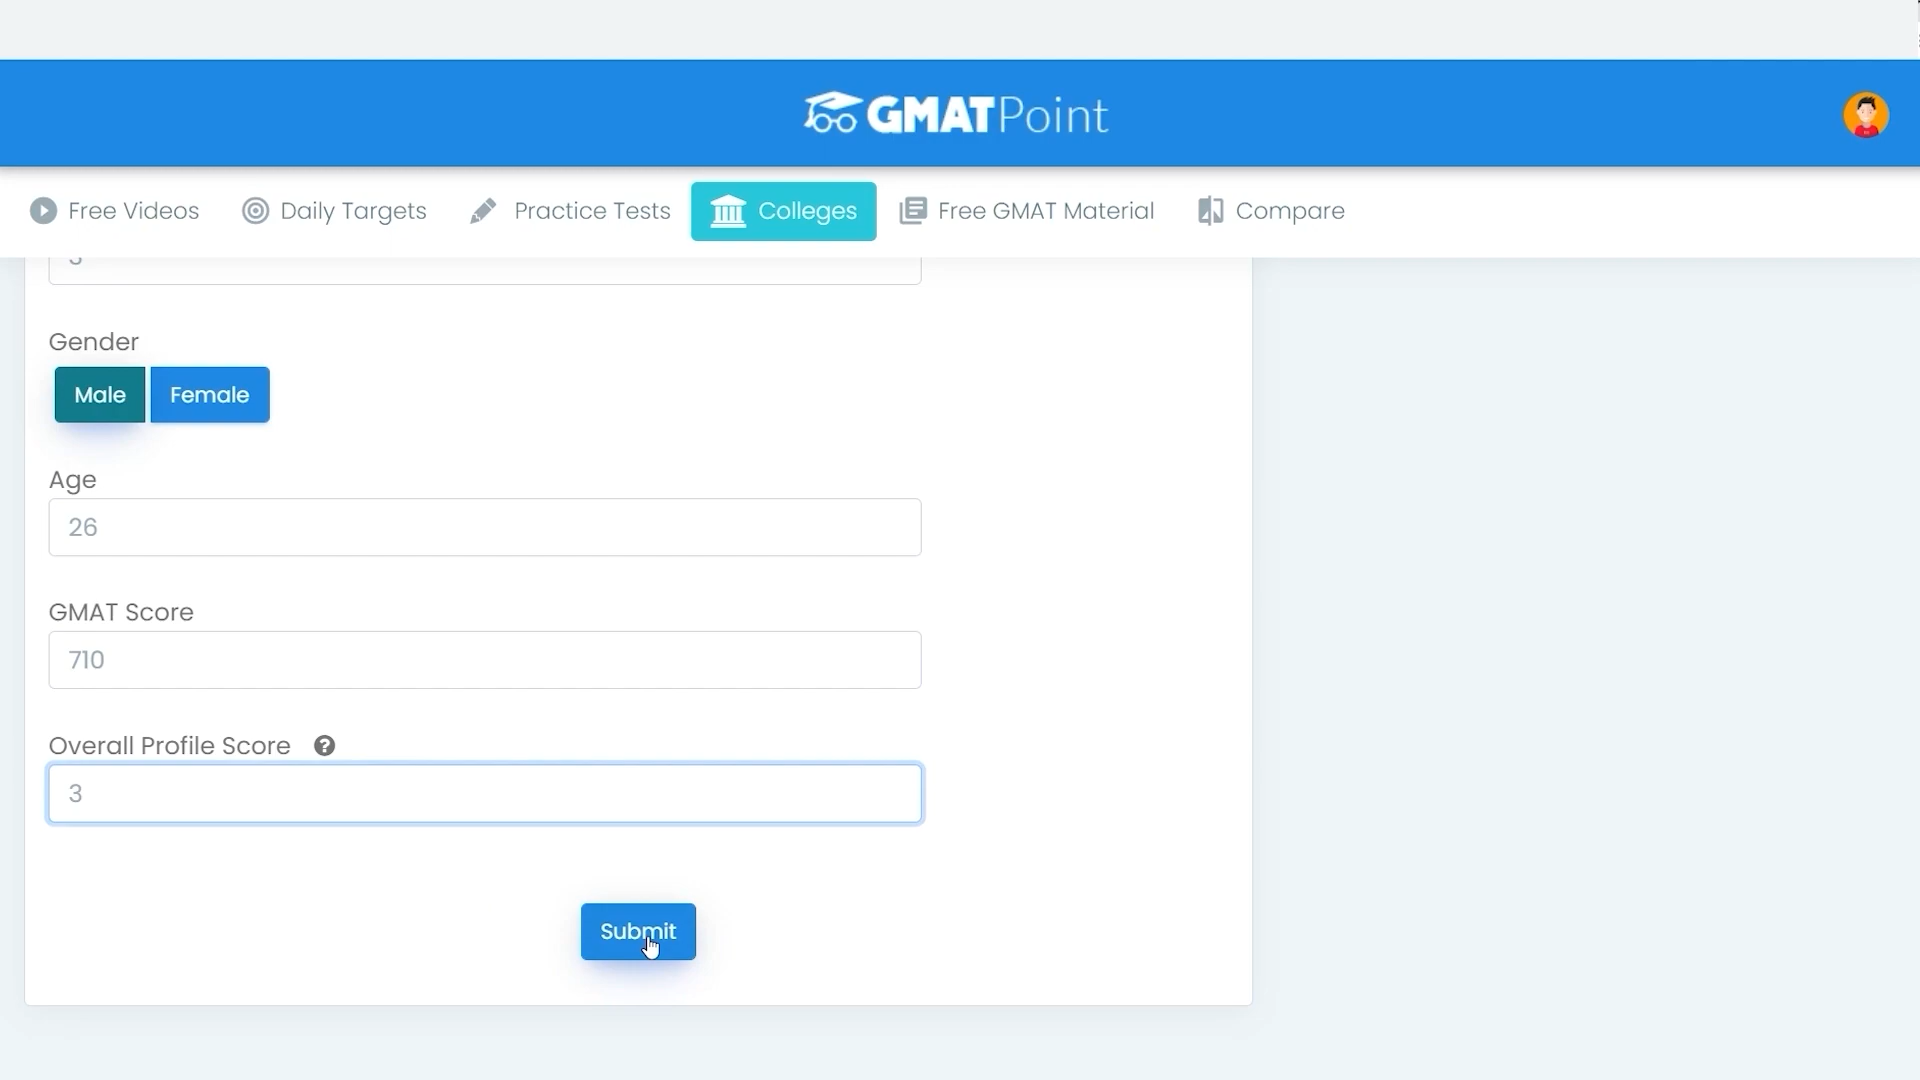 GMATPoint
Free Videos Daily Targets Practice Tests Colleges Free GMAT Material Compare
Gender
Male Female
Age
26
GMAT Score
710
Overall Profile Score ?
3
Submit